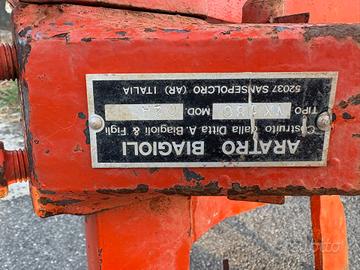 ARATRO BIAGIOLI
Costruito dalla Ditta A. Biagioli & Figli
TIPO MOD.
52037 SANSEPOLCRO (AR) ITALIA